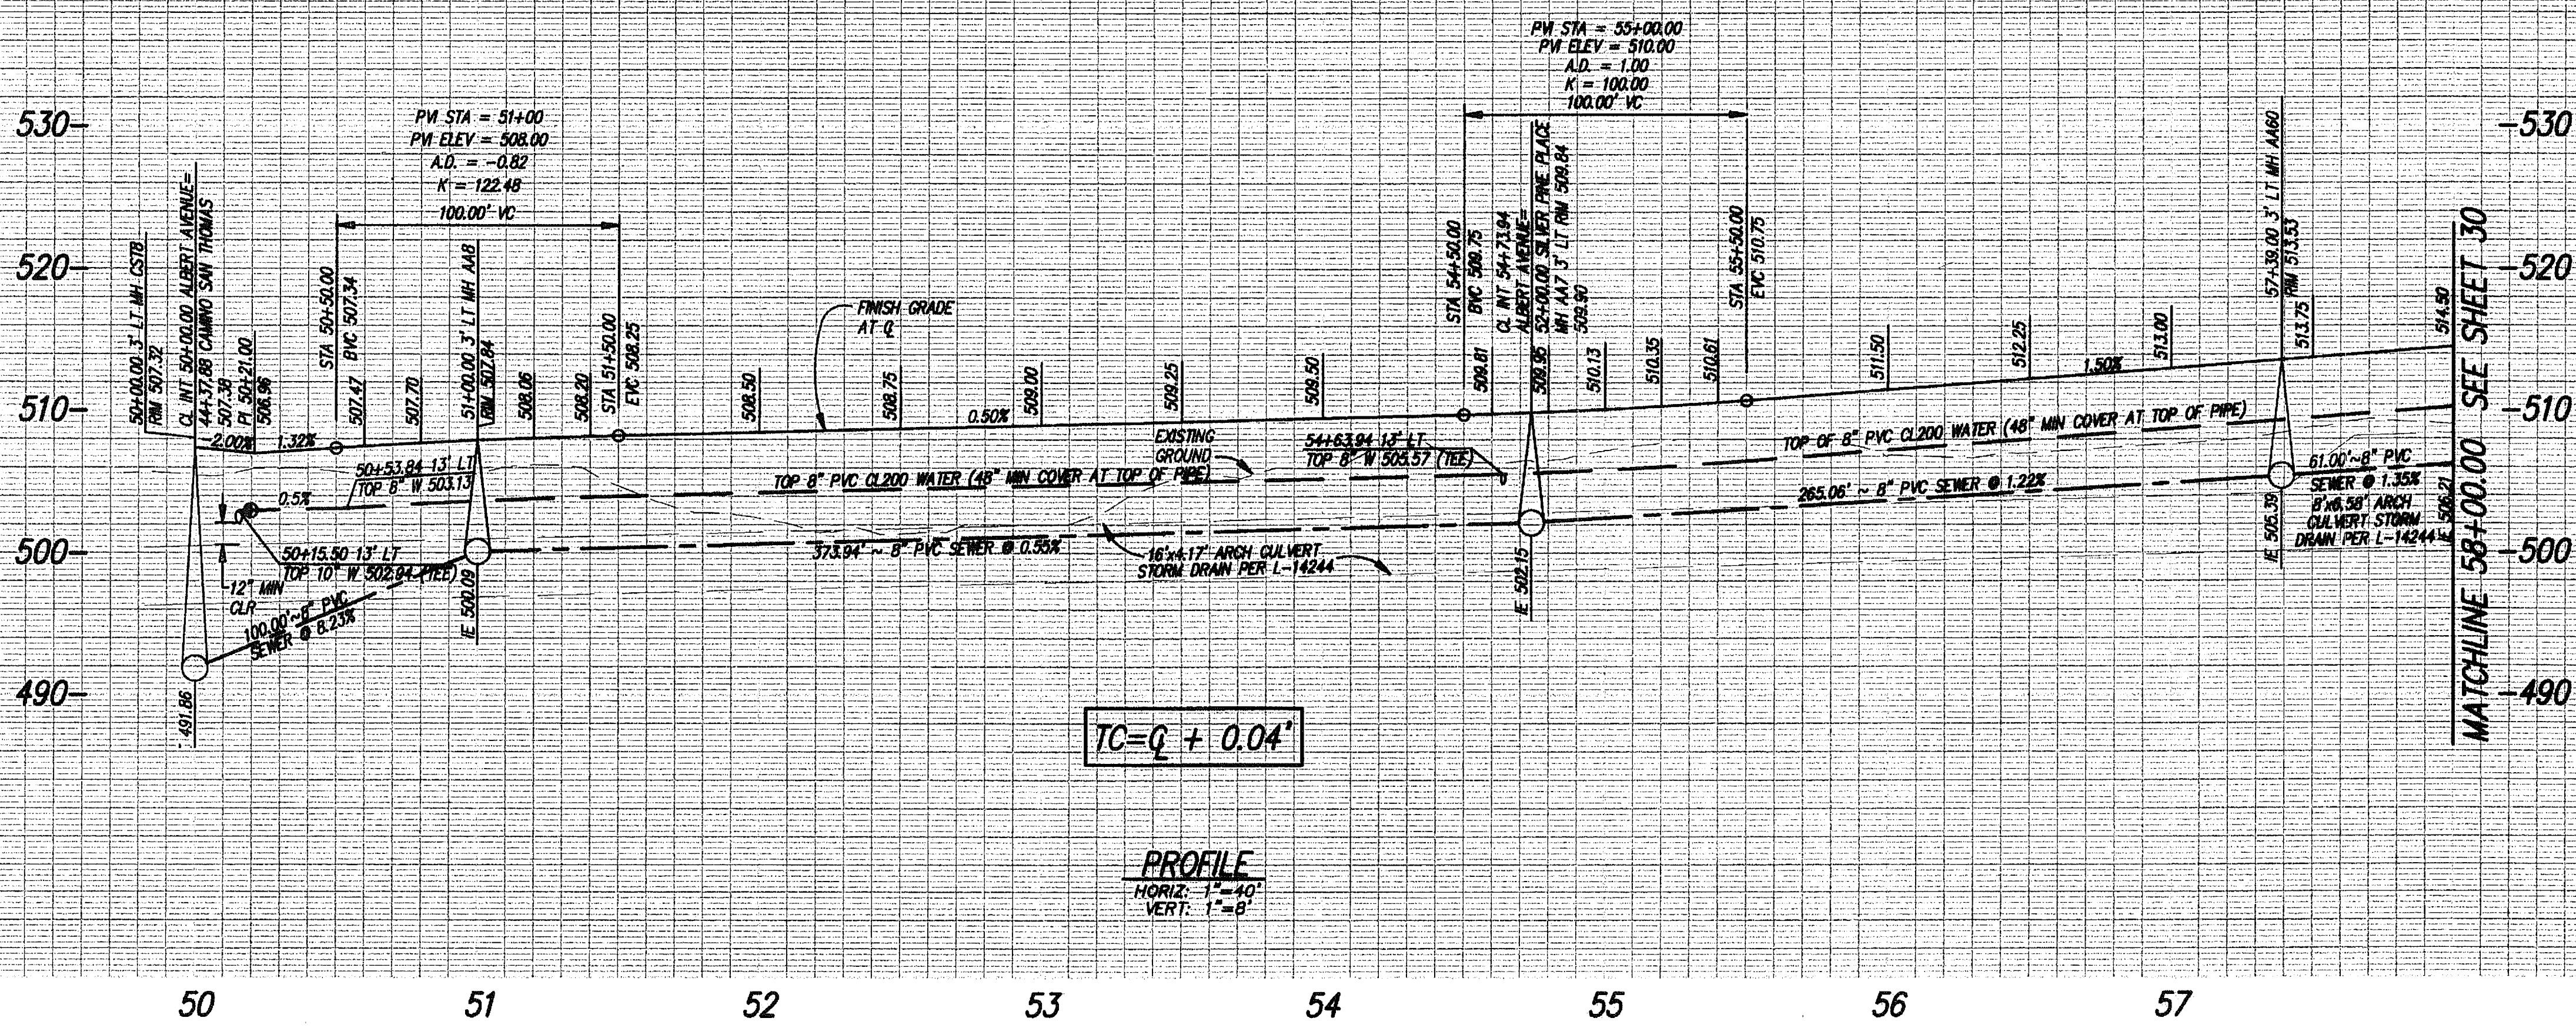 PVI STA = 55+00.00
PVI ELEV = 510.00
A.D. = 1.00
K = 100.00
100.00' VC
PVI STA = 51+00
PVI ELEV = 508.00
A.D. = -0.82
K = 122.48
100.00' VC
530
520
510
500
490
530
520
510
500
490
50+00.00 3' LT MH CS7B
RIM 507.32
CL INT 50+00.00 ALBERT AVENUE=
44+37.88 CAMINO SAN THOMAS
507.38
PI 50+21.00
506.96
STA 50+50.00
BVC 507.34
507.47
507.70
51+00.00 3' LT MH AA8
RIM 507.84
508.06
508.20
STA 51+50.00
EVC 508.25
508.50
FINISH GRADE
AT ℄
508.75
509.00
509.25
509.50
STA 54+50.00
BVC 509.75
509.81
CL INT 54+73.94
ALBERT AVENUE=
52+00.00 SILVER PINE PLACE
MH AA7 3' LT RIM 509.84
509.90
509.95
510.13
510.35
510.61
STA 55+50.00
EVC 510.75
511.50
512.25
513.00
57+39.00 3' LT MH AA60
RIM 513.53
513.75
514.50
MATCHLINE 58+00.00 SEE SHEET 30
-2.00%
1.32%
0.50%
1.50%
0.5%
50+53.84 13' LT
TOP 8" W 503.13
TOP 8" PVC CL200 WATER (48" MIN COVER AT TOP OF PIPE)
EXISTING
GROUND
54+63.94 13' LT
TOP 8" W 505.57 (TEE)
TOP OF 8" PVC CL200 WATER (48" MIN COVER AT TOP OF PIPE)
50+15.50 13' LT
TOP 10" W 502.94 (TEE)
12" MIN
CLR
100.00'~8" PVC
SEWER @ 8.23%
373.94' ~ 8" PVC SEWER @ 0.55%
16'x4.17' ARCH CULVERT
STORM DRAIN PER L-14244
265.06' ~ 8" PVC SEWER @ 1.22%
61.00'~8" PVC
SEWER @ 1.35%
8'x6.58' ARCH
CULVERT STORM
DRAIN PER L-14244
491.86
IE 500.09
IE 502.15
IE 505.39
506.21
TC=℄ + 0.04'
PROFILE
HORIZ: 1"=40'
VERT: 1"=8'
50 51 52 53 54 55 56 57